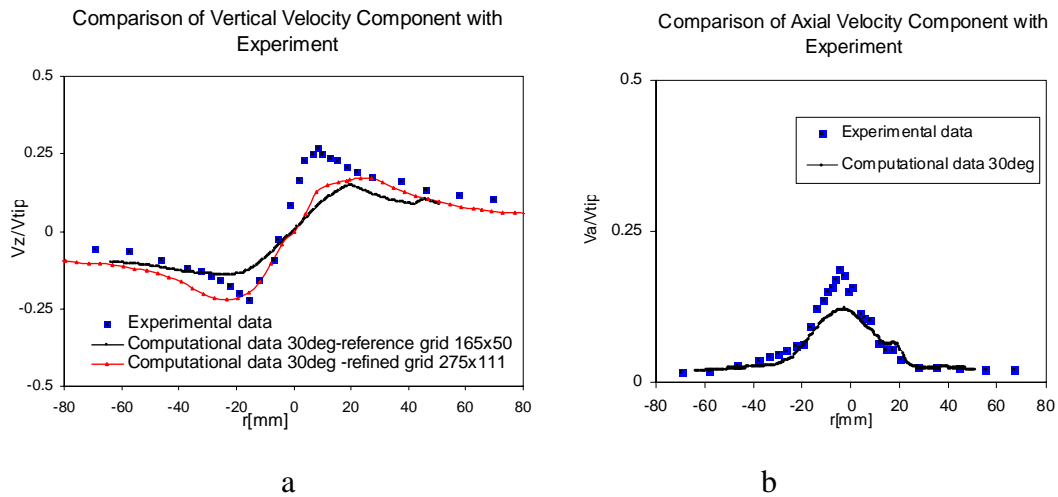 Comparison of Vertical Velocity Component with
Experiment
0.5
0.25
0
-0.25
-0.5
Vz/Vtip
Experimental data
Computational data 30deg-reference grid 165x50
Computational data 30deg -refined grid 275x111
-80 -60 -40 -20 0 20 40 60 80
r[mm]
a
Comparison of Axial Velocity Component with
Experiment
0.5
0.25
0
Va/Vtip
Experimental data
Computational data 30deg
-80 -60 -40 -20 0 20 40 60 80
r[mm]
b